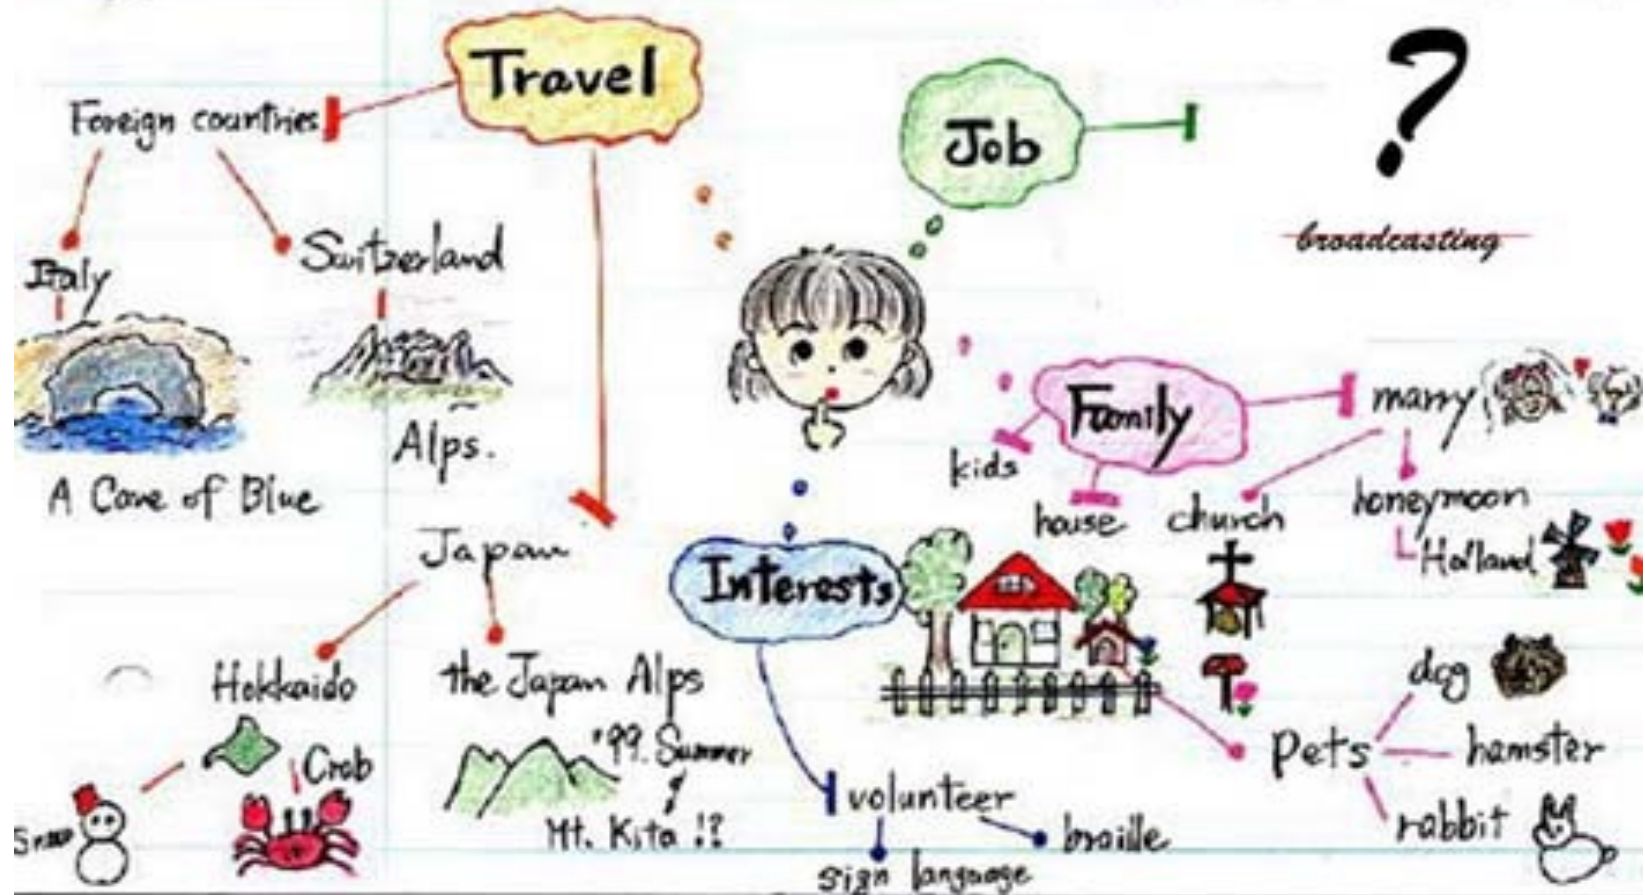 Travel
Foreign countries
Italy
A Cave of Blue
Switzerland
Alps.
Japan
Hokkaido
Snow
Crab
the Japan Alps
'99. Summer
Mt. Kita !?
Job
?
broadcasting
Family
kids
house
church
marry
honeymoon
Holland
Pets
dog
hamster
rabbit
Interests
volunteer
sign language
braille